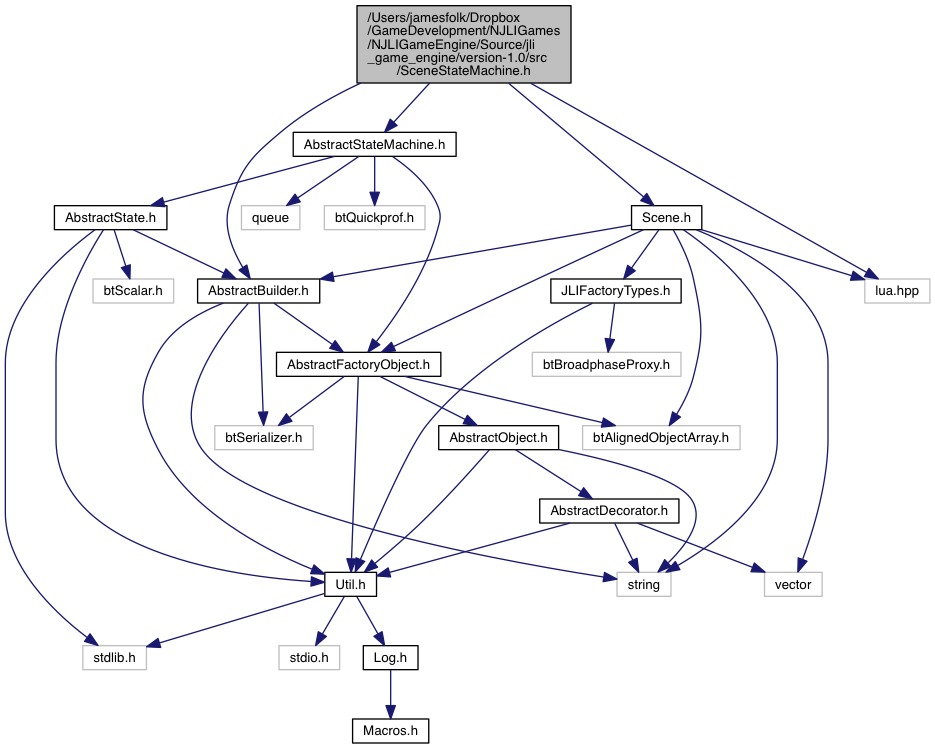 /Users/jamesfolk/Dropbox
/GameDevelopment/NJLIGames
/NJLIGameEngine/Source/jli
_game_engine/version-1.0/src
/SceneStateMachine.h
AbstractStateMachine.h
AbstractState.h
queue
btQuickprof.h
Scene.h
btScalar.h
AbstractBuilder.h
JLIFactoryTypes.h
lua.hpp
AbstractFactoryObject.h
btBroadphaseProxy.h
btSerializer.h
AbstractObject.h
btAlignedObjectArray.h
AbstractDecorator.h
Util.h
string
vector
stdlib.h
stdio.h
Log.h
Macros.h